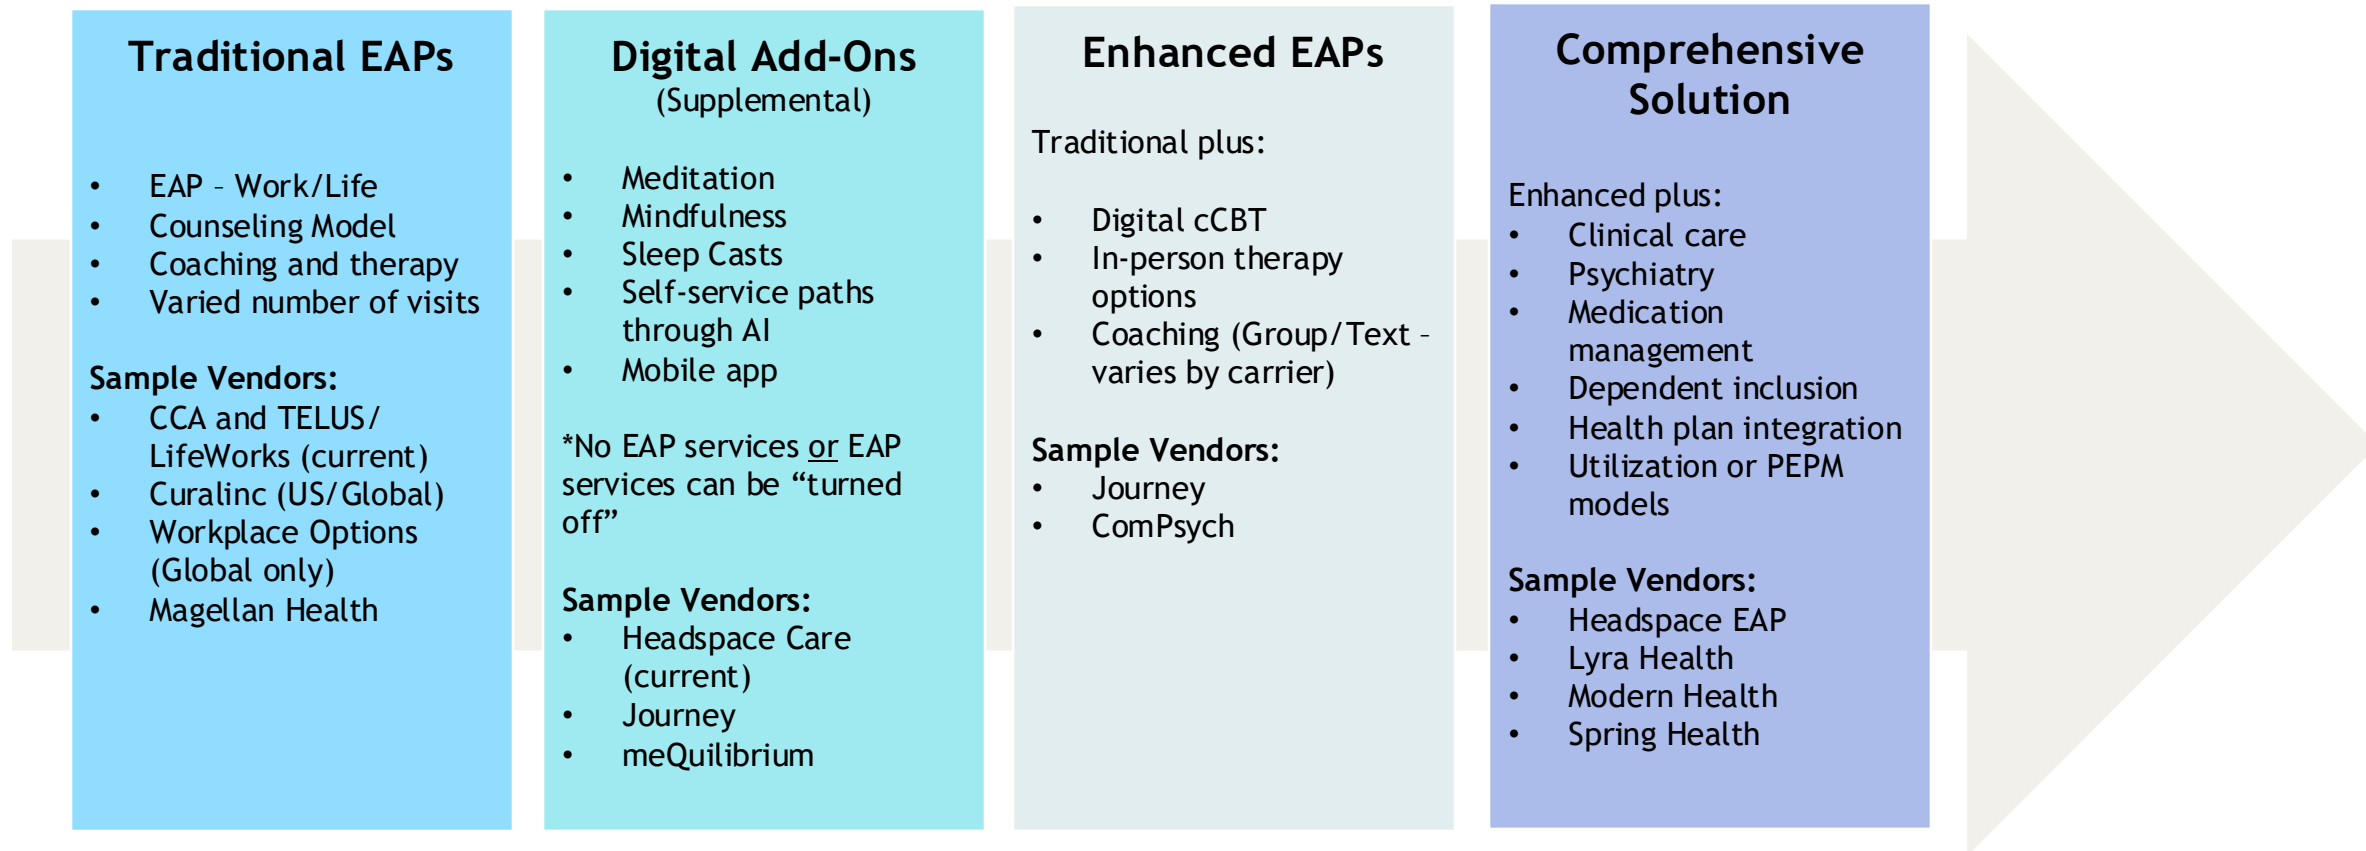 Traditional EAPs
• EAP – Work/Life
• Counseling Model
• Coaching and therapy
• Varied number of visits
Sample Vendors:
• CCA and TELUS/
LifeWorks (current)
• Curalinc (US/Global)
• Workplace Options
(Global only)
• Magellan Health
Digital Add-Ons
(Supplemental)
• Meditation
• Mindfulness
• Sleep Casts
• Self-service paths
through AI
• Mobile app
*No EAP services or EAP
services can be “turned
off”
Sample Vendors:
• Headspace Care
(current)
• Journey
• meQuilibrium
Enhanced EAPs
Traditional plus:
• Digital cCBT
• In-person therapy
options
• Coaching (Group/Text –
varies by carrier)
Sample Vendors:
• Journey
• ComPsych
Comprehensive
Solution
Enhanced plus:
• Clinical care
• Psychiatry
• Medication
management
• Dependent inclusion
• Health plan integration
• Utilization or PEPM
models
Sample Vendors:
• Headspace EAP
• Lyra Health
• Modern Health
• Spring Health